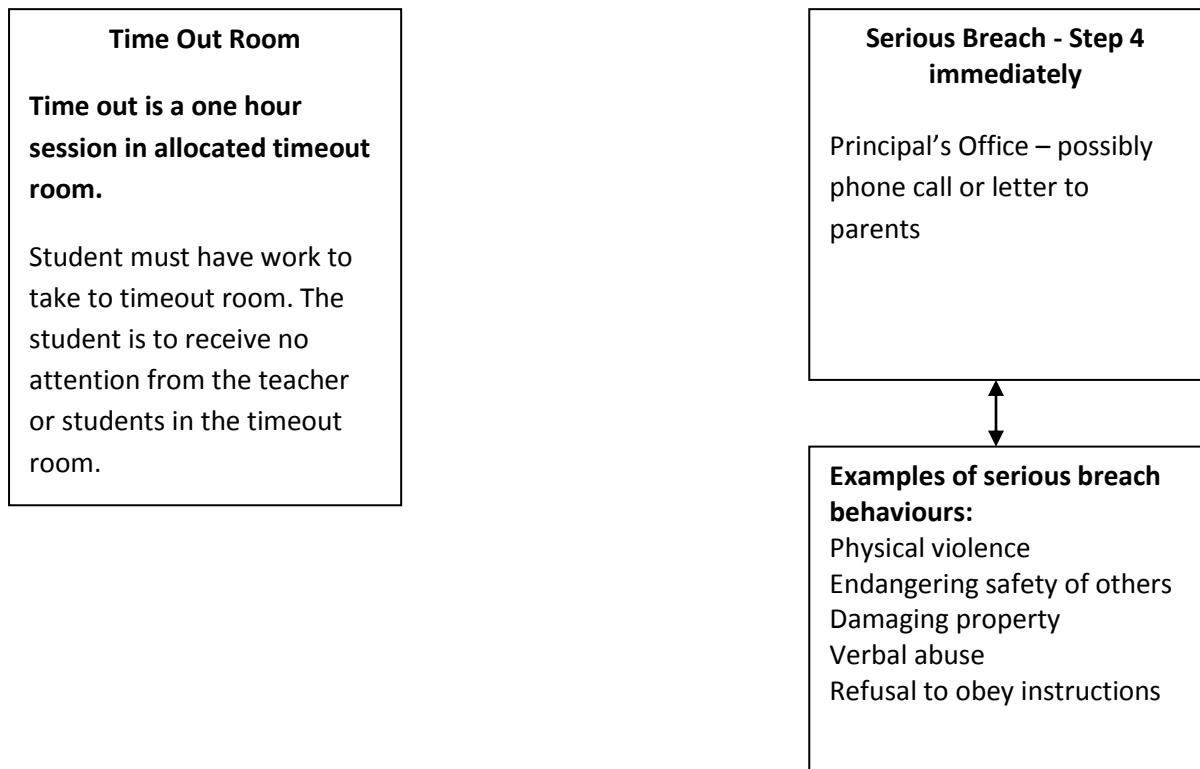 Time Out Room
Time out is a one hour
session in allocated timeout
room.
Student must have work to
take to timeout room. The
student is to receive no
attention from the teacher
or students in the timeout
room.
Serious Breach - Step 4
immediately
Principal’s Office – possibly
phone call or letter to
parents
Examples of serious breach
behaviours:
Physical violence
Endangering safety of others
Damaging property
Verbal abuse
Refusal to obey instructions